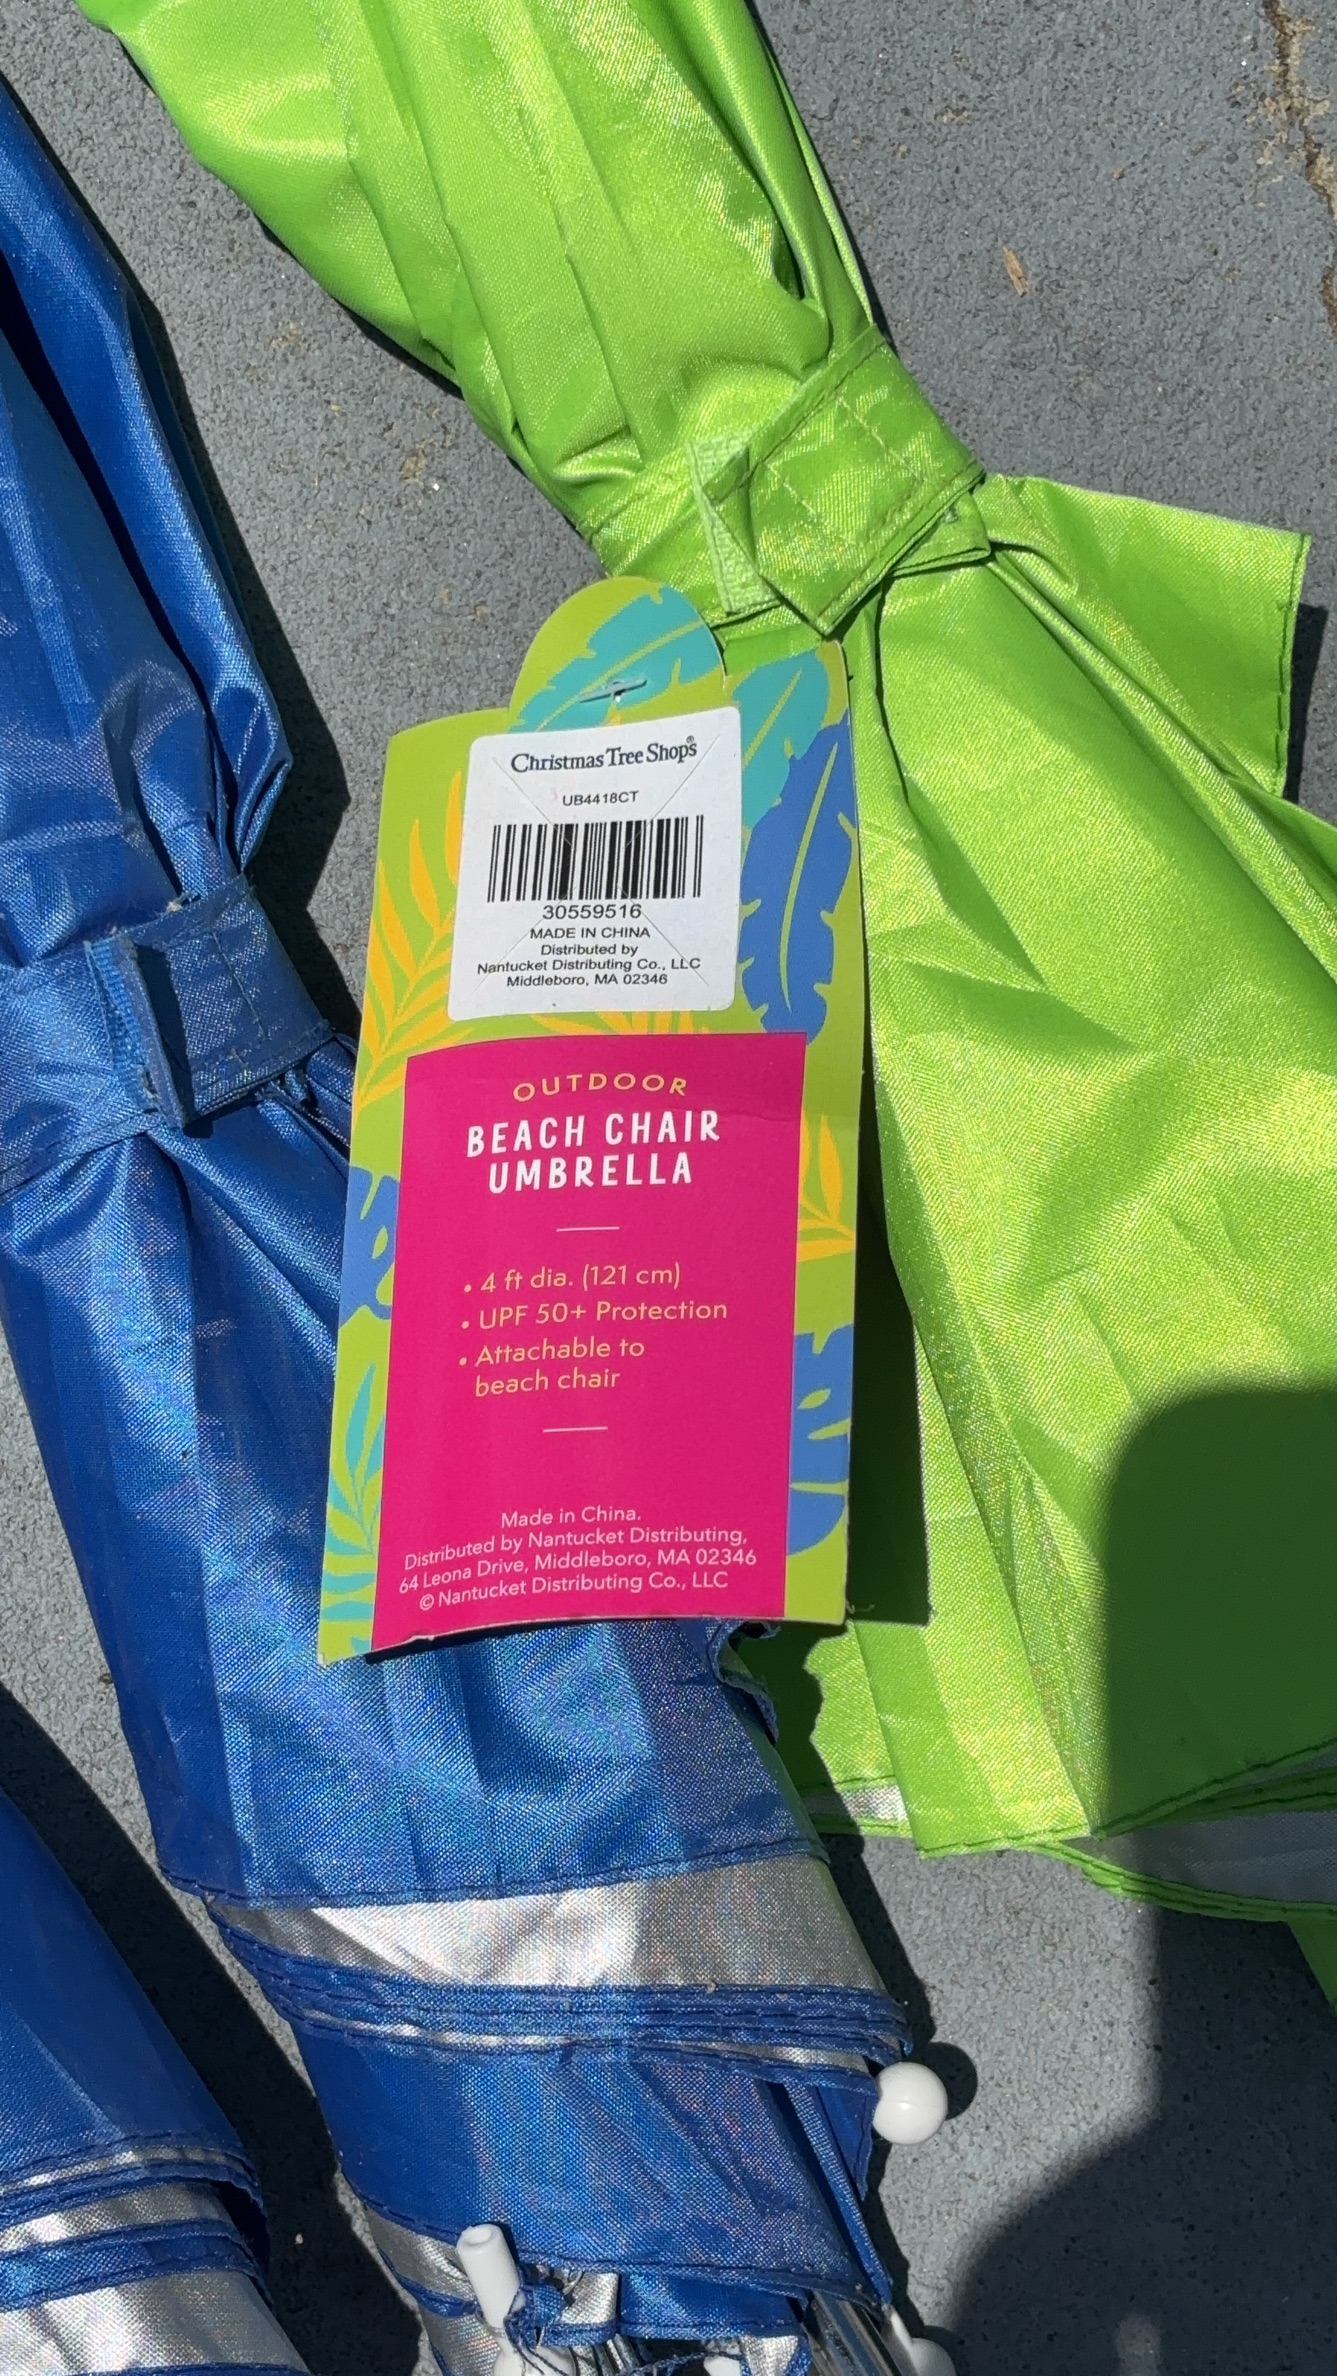 Christmas Tree Shops®
UB4418CT
30559516
MADE IN CHINA
Distributed by
Nantucket Distributing Co., LLC
Middleboro, MA 02346
OUTDOOR
BEACH CHAIR
UMBRELLA
• 4 ft dia. (121 cm)
• UPF 50+ Protection
• Attachable to
beach chair
Made in China.
Distributed by Nantucket Distributing,
64 Leona Drive, Middleboro, MA 02346
© Nantucket Distributing Co., LLC